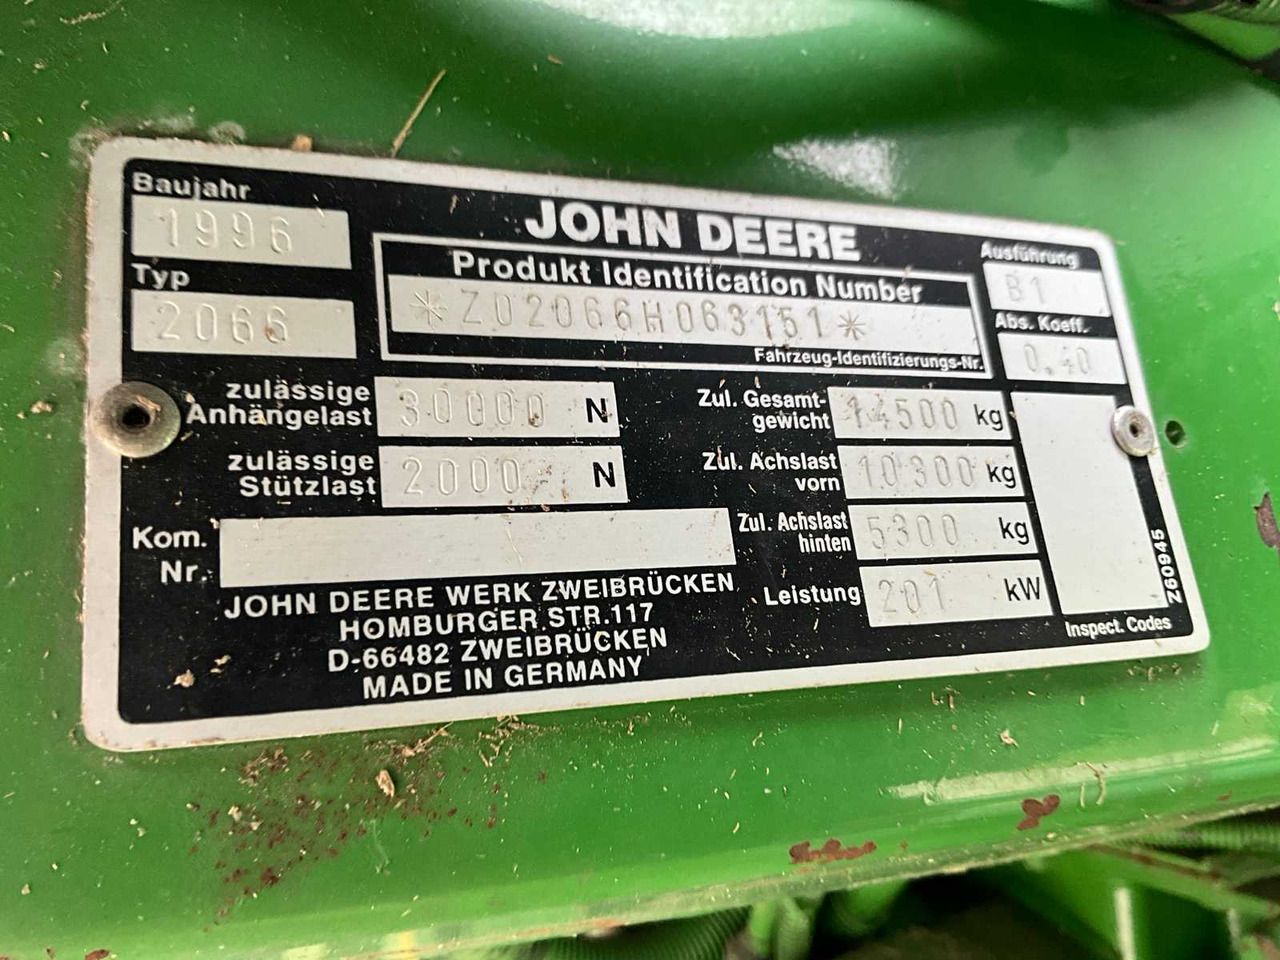 Baujahr
1996
JOHN DEERE
Typ
2066
Produkt Identification Number
*Z02066H063151*
Fahrzeug-Identifizierungs-Nr.
Ausführung
B1
Abs. Koeff.
0.40
zulässige
Anhängelast 30000 N
zulässige
Stützlast 2000 N
Kom.
Nr.
Zul. Gesamt-
gewicht 14500 kg
Zul. Achslast
vorn 10300 kg
Zul. Achslast
hinten 5300 kg
Leistung 201 kW
JOHN DEERE WERK ZWEIBRÜCKEN
HOMBURGER STR.117
D-66482 ZWEIBRÜCKEN
MADE IN GERMANY
Inspect. Codes
Z60945